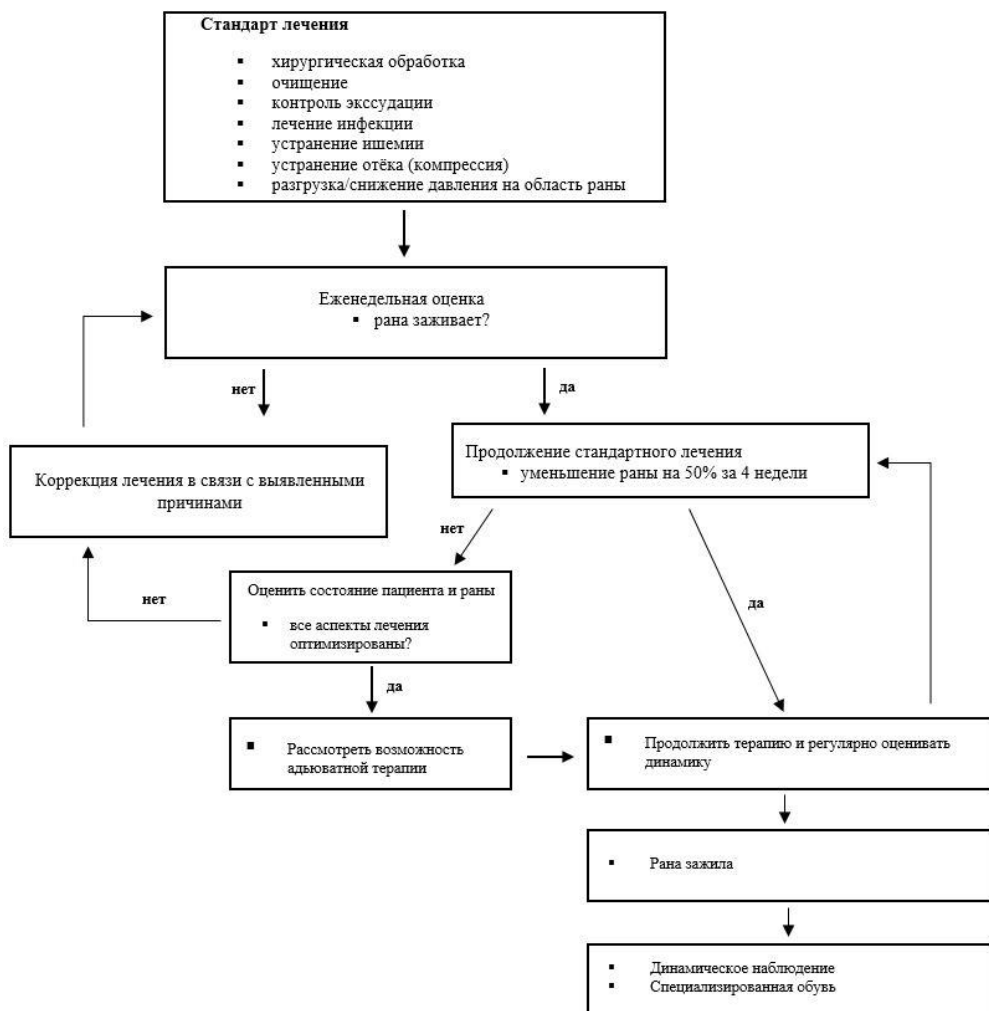 Стандарт лечения
▪ хирургическая обработка
▪ очищение
▪ контроль экссудации
▪ лечение инфекции
▪ устранение ишемии
▪ устранение отёка (компрессия)
▪ разгрузка/снижение давления на область раны
Еженедельная оценка
▪ рана заживает?
нет
да
Коррекция лечения в связи с выявленными
причинами
Продолжение стандартного лечения
▪ уменьшение раны на 50% за 4 недели
нет
да
Оценить состояние пациента и раны
▪ все аспекты лечения
оптимизированы?
нет
да
▪ Рассмотреть возможность
адьюватной терапии
▪ Продолжить терапию и регулярно оценивать
динамику
▪ Рана зажила
▪ Динамическое наблюдение
▪ Специализированная обувь